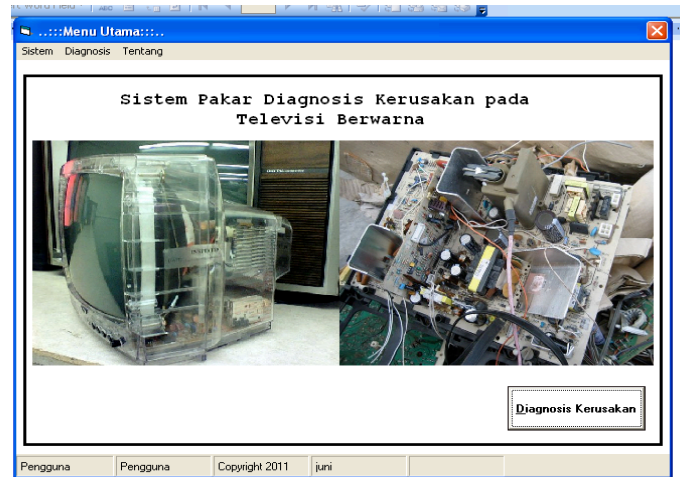 ..:::Menu Utama:::..
Sistem Diagnosis Tentang
Sistem Pakar Diagnosis Kerusakan pada
Televisi Berwarna
Diagnosis Kerusakan
Pengguna Pengguna Copyright 2011 juni